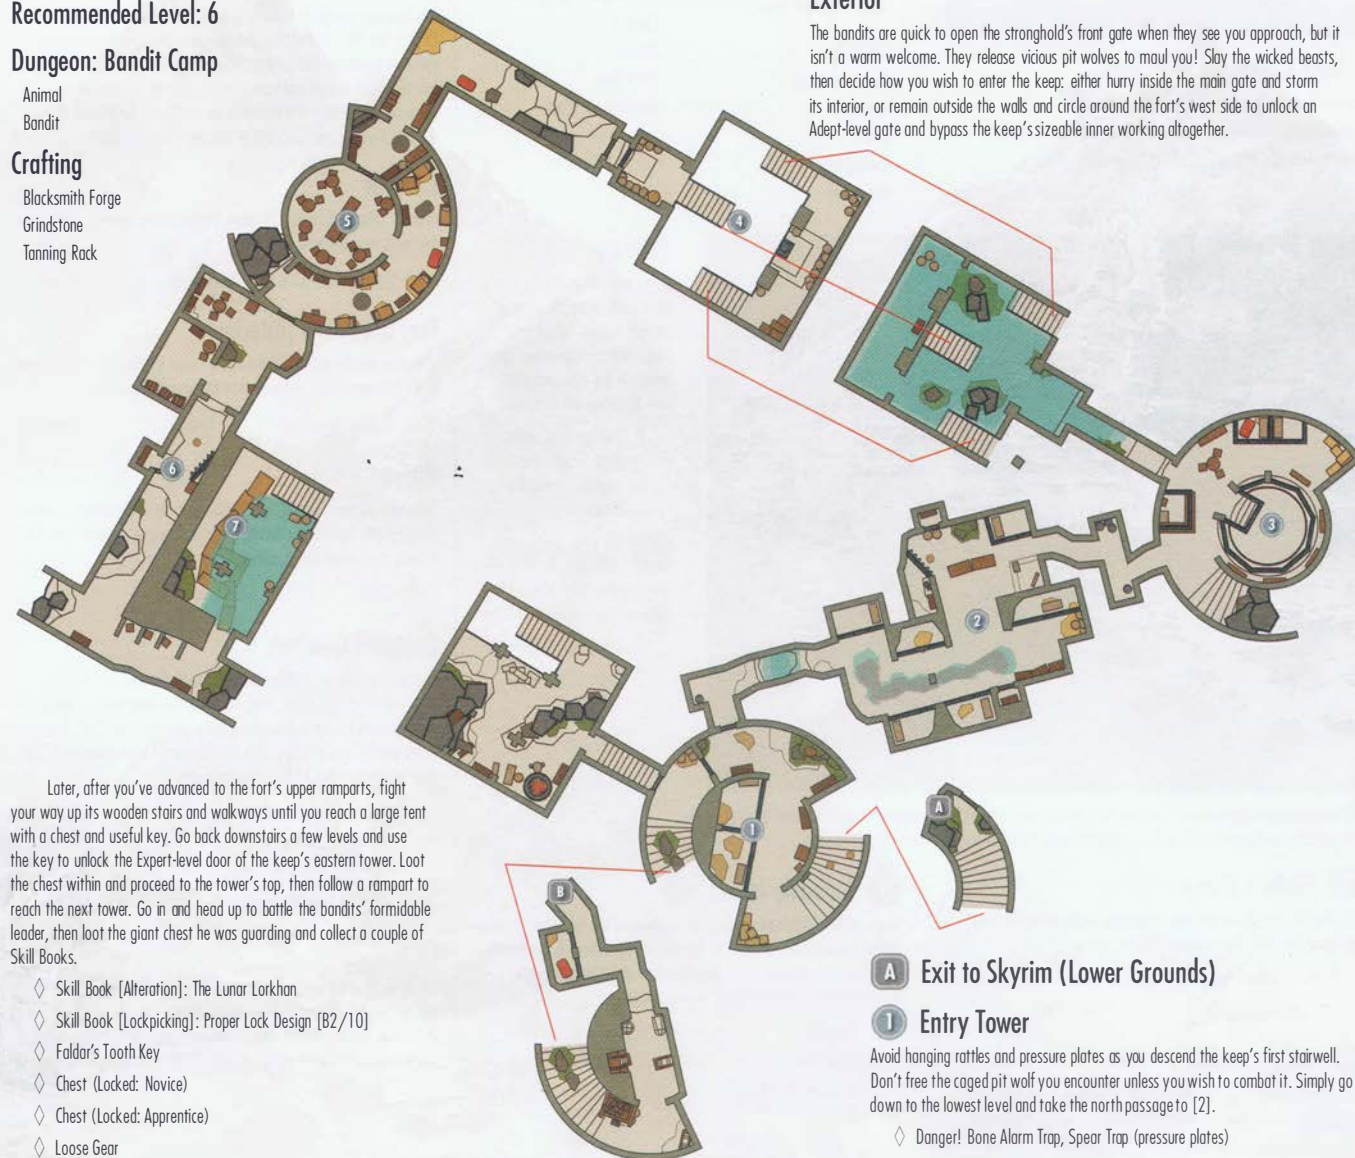 Recommended Level: 6
Dungeon: Bandit Camp
Animal
Bandit
Crafting
Blacksmith Forge
Grindstone
Tanning Rack
Exterior
The bandits are quick to open the stronghold's front gate when they see you approach, but it
isn't a warm welcome. They release vicious pit wolves to maul you! Slay the wicked beasts,
then decide how you wish to enter the keep: either hurry inside the main gate and storm
its interior, or remain outside the walls and circle around the fort's west side to unlock an
Adept-level gate and bypass the keep's sizeable inner working altogether.
5
4
3
6
7
2
1
A
B
Later, after you've advanced to the fort's upper ramparts, fight
your way up its wooden stairs and walkways until you reach a large tent
with a chest and useful key. Go back downstairs a few levels and use
the key to unlock the Expert-level door of the keep's eastern tower. Loot
the chest within and proceed to the tower's top, then follow a rampart to
reach the next tower. Go in and head up to battle the bandits' formidable
leader, then loot the giant chest he was guarding and collect a couple of
Skill Books.
◊ Skill Book [Alteration]: The Lunar Lorkhan
◊ Skill Book [Lockpicking]: Proper Lock Design [B2/10]
◊ Faldar's Tooth Key
◊ Chest (Locked: Novice)
◊ Chest (Locked: Apprentice)
◊ Loose Gear
A Exit to Skyrim (Lower Grounds)
1 Entry Tower
Avoid hanging rattles and pressure plates as you descend the keep's first stairwell.
Don't free the caged pit wolf you encounter unless you wish to combat it. Simply go
down to the lowest level and take the north passage to [2].
◊ Danger! Bone Alarm Trap, Spear Trap (pressure plates)